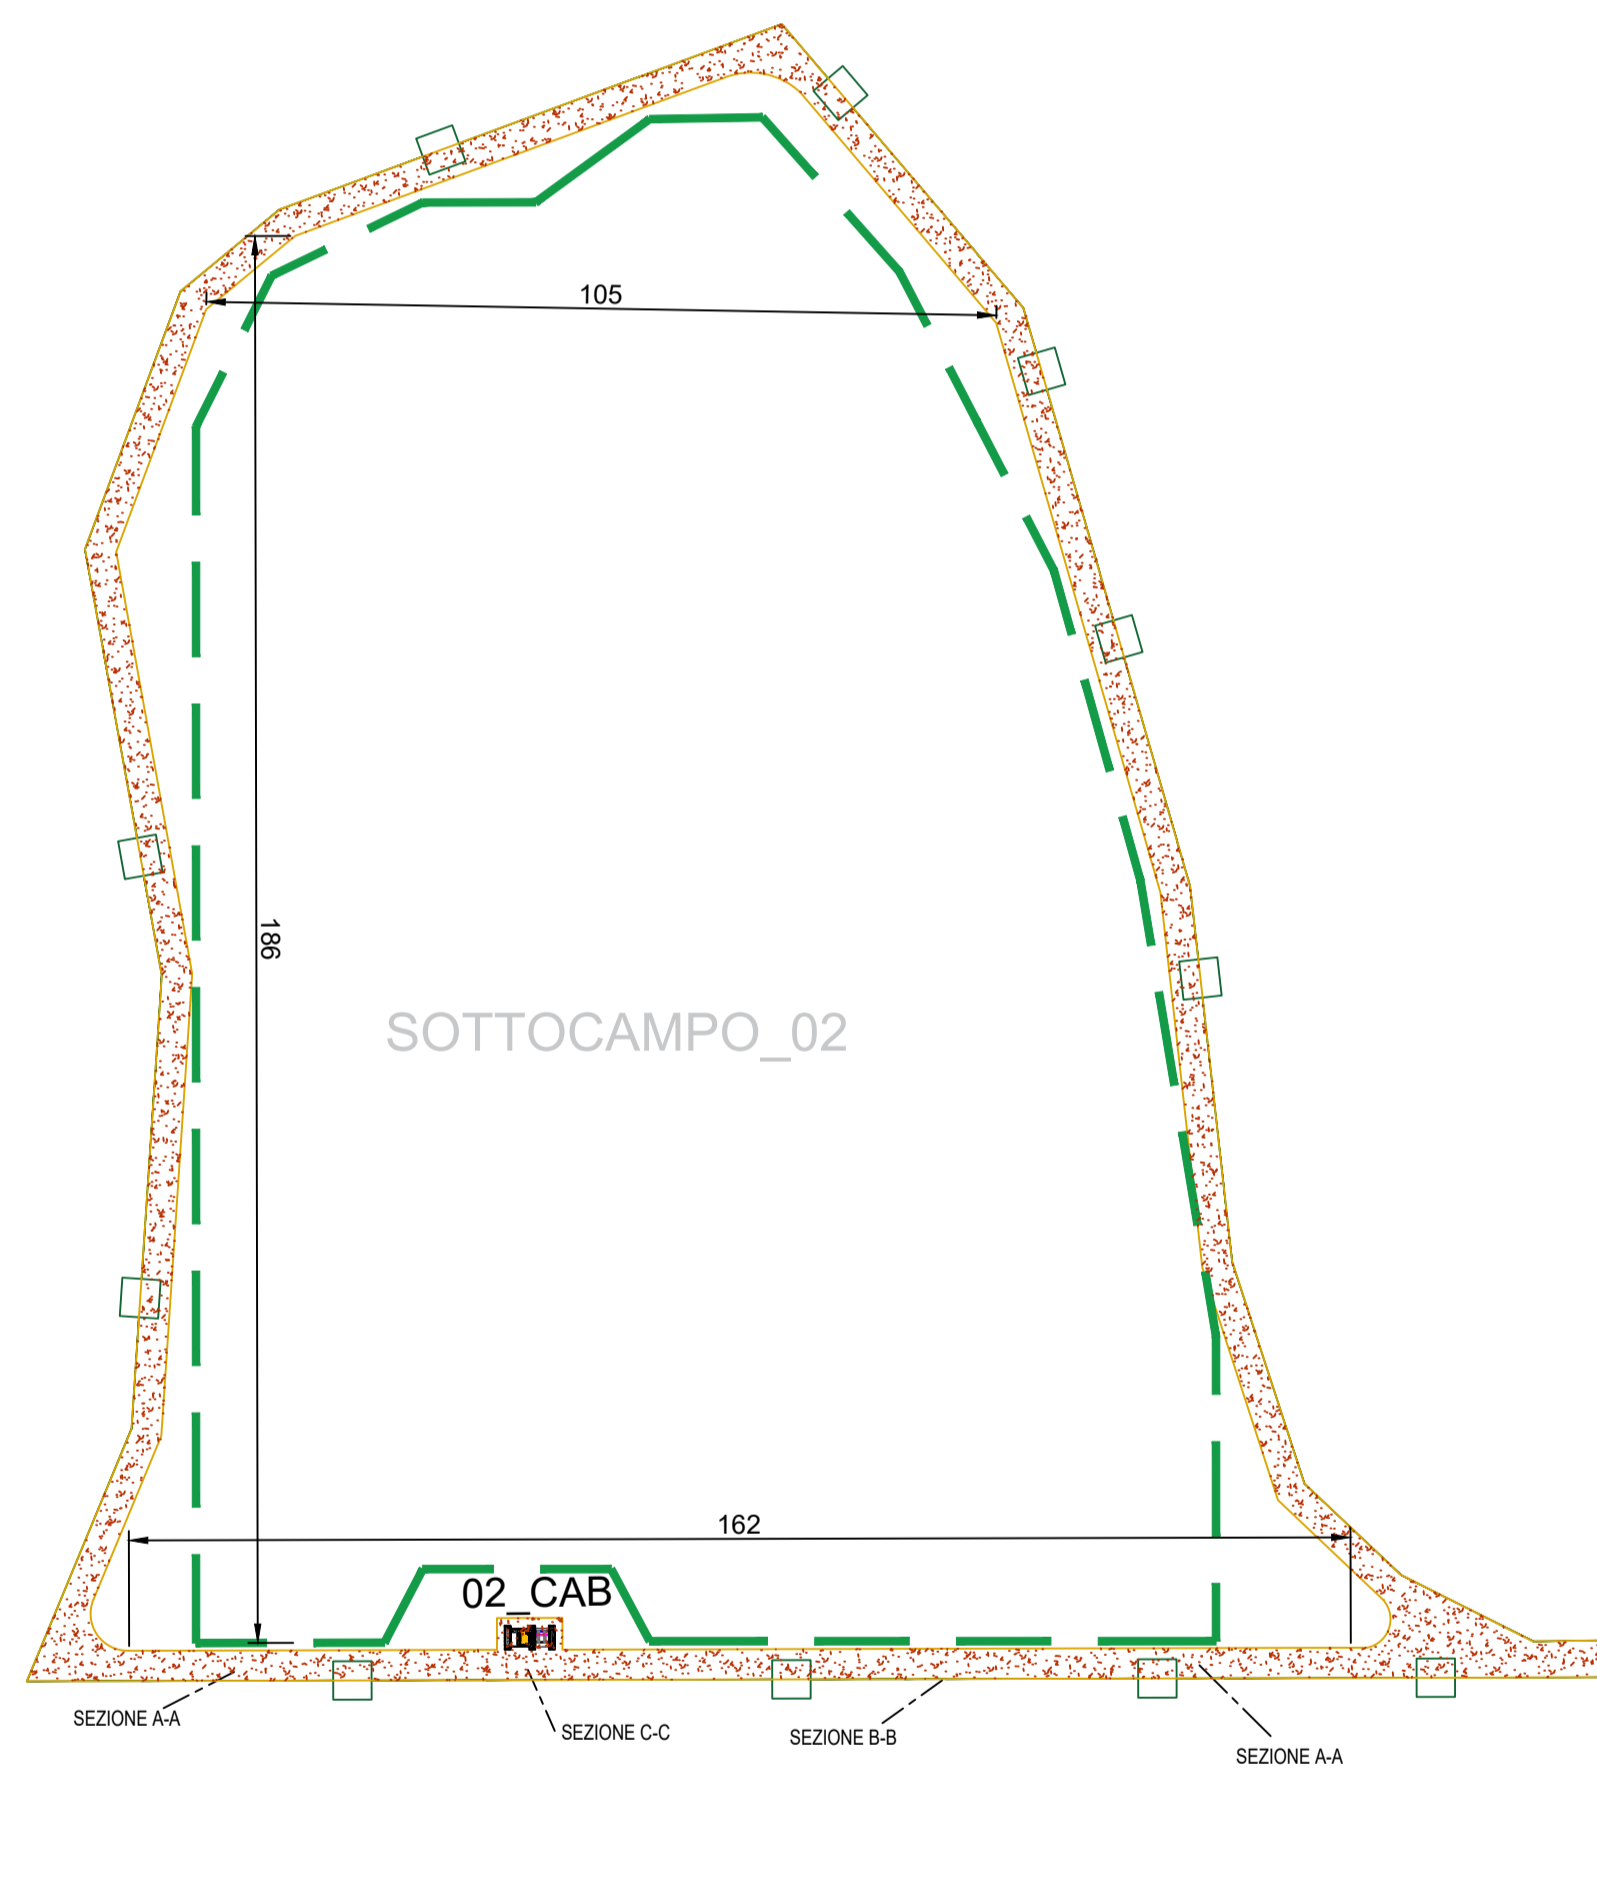 105
186
SOTTOCAMPO_02
162
02_CAB
SEZIONE A-A
SEZIONE C-C
SEZIONE B-B
SEZIONE A-A